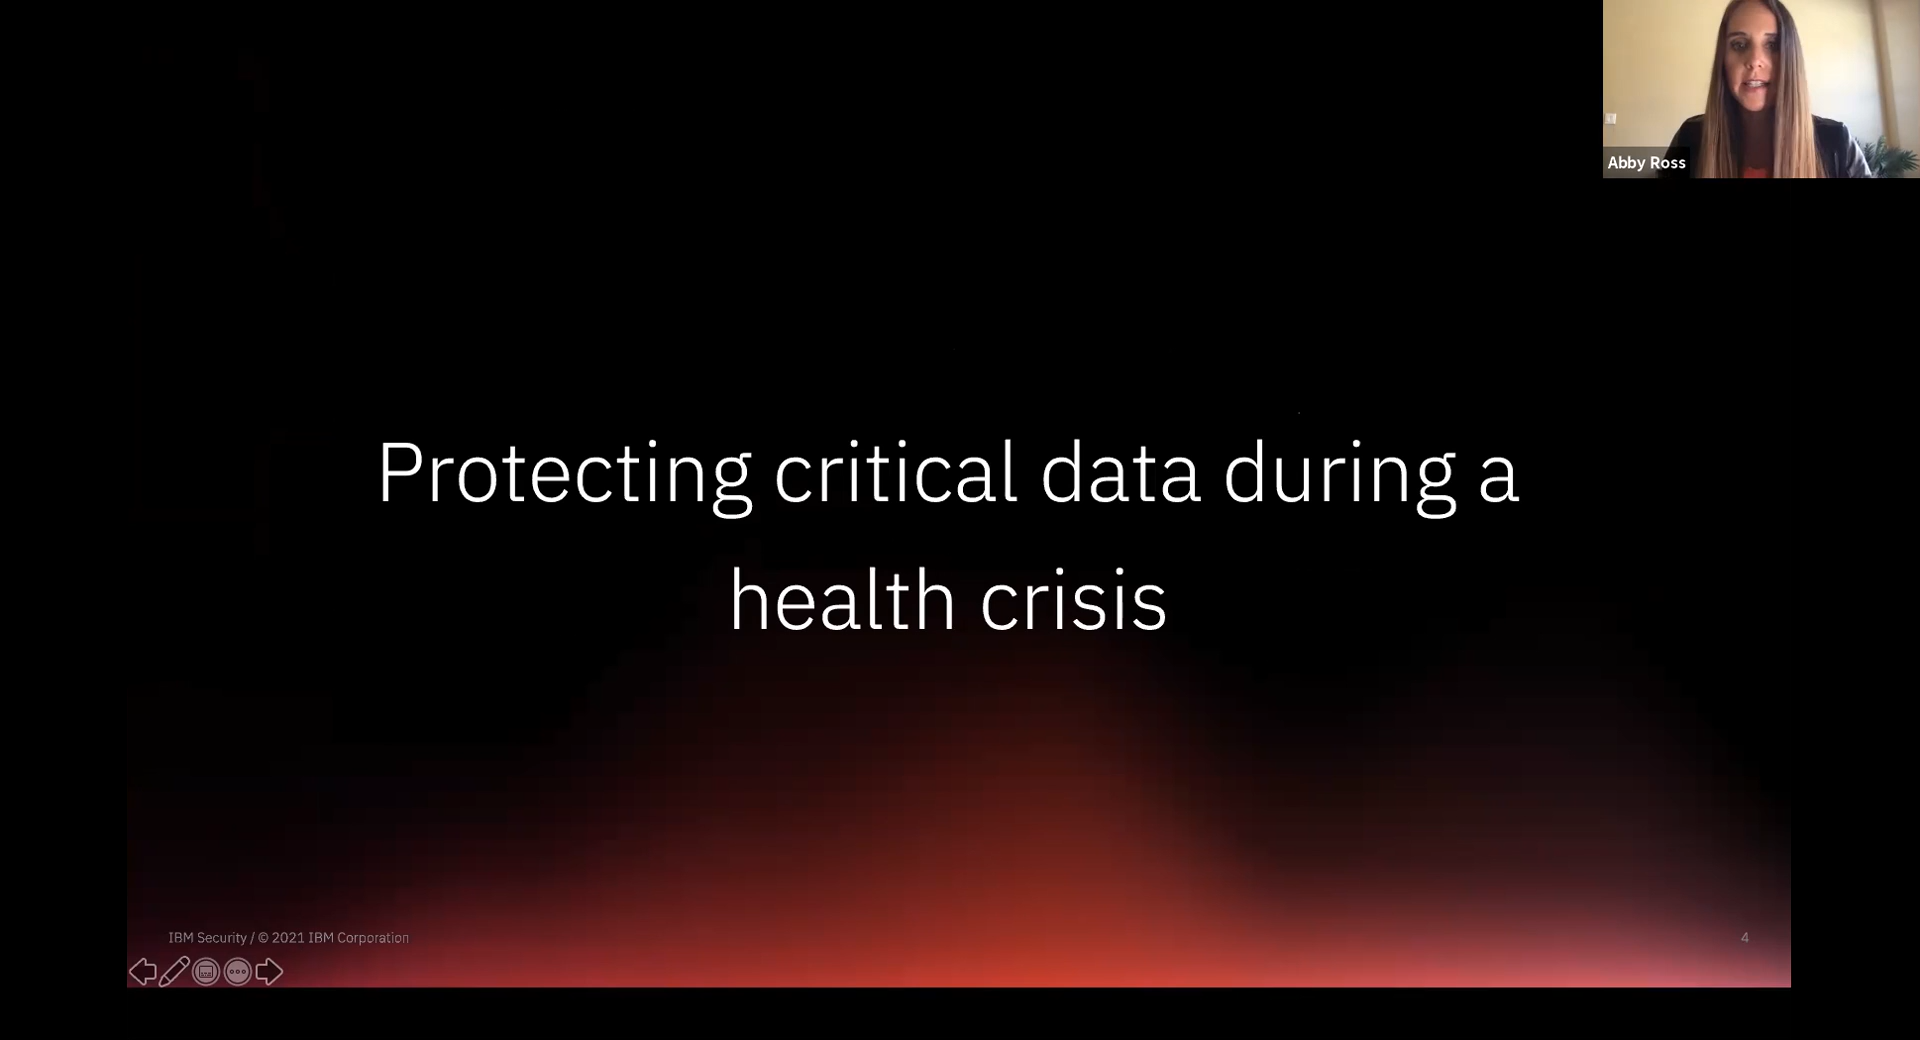 Abby Ross
Protecting critical data during a
health crisis
IBM Security / © 2021 IBM Corporation
4